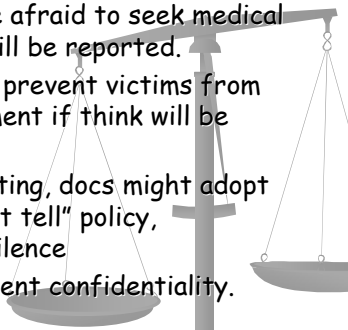 afraid to seek medical
ill be reported.
prevent victims from
ent if think will be
ting, docs might adopt
t tell” policy,
ilence
ent confidentiality.